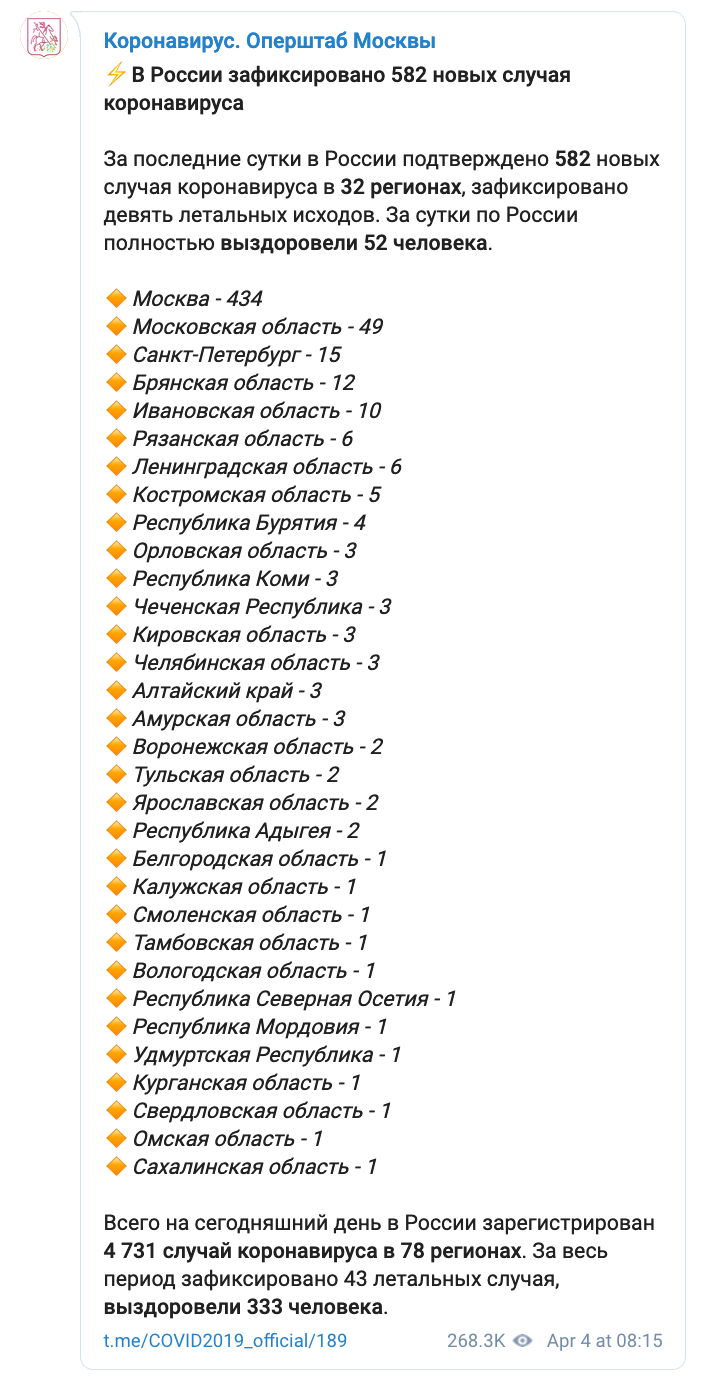 Коронавирус. Оперштаб Москвы
⚡В России зафиксировано 582 новых случая
коронавируса
За последние сутки в России подтверждено 582 новых
случая коронавируса в 32 регионах, зафиксировано
девять летальных исходов. За сутки по России
полностью выздоровели 52 человека.
🔶 Москва - 434
🔶 Московская область - 49
🔶 Санкт-Петербург - 15
🔶 Брянская область - 12
🔶 Ивановская область - 10
🔶 Рязанская область - 6
🔶 Ленинградская область - 6
🔶 Костромская область - 5
🔶 Республика Бурятия - 4
🔶 Орловская область - 3
🔶 Республика Коми - 3
🔶 Чеченская Республика - 3
🔶 Кировская область - 3
🔶 Челябинская область - 3
🔶 Алтайский край - 3
🔶 Амурская область - 3
🔶 Воронежская область - 2
🔶 Тульская область - 2
🔶 Ярославская область - 2
🔶 Республика Адыгея - 2
🔶 Белгородская область - 1
🔶 Калужская область - 1
🔶 Смоленская область - 1
🔶 Тамбовская область - 1
🔶 Вологодская область - 1
🔶 Республика Северная Осетия - 1
🔶 Республика Мордовия - 1
🔶 Удмуртская Республика - 1
🔶 Курганская область - 1
🔶 Свердловская область - 1
🔶 Омская область - 1
🔶 Сахалинская область - 1
Всего на сегодняшний день в России зарегистрирован
4 731 случай коронавируса в 78 регионах. За весь
период зафиксировано 43 летальных случая,
выздоровели 333 человека.
t.me/COVID2019_official/189 268.3K Apr 4 at 08:15